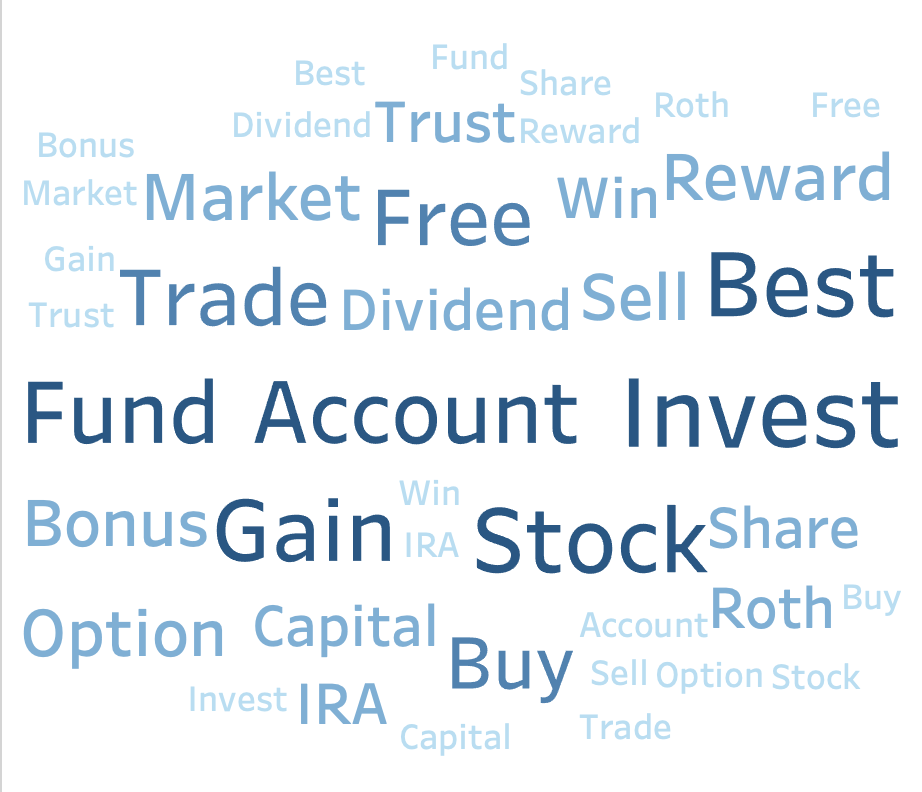 Fund
Best
Share
Roth Free
Dividend Trust Reward
Bonus
Market Market Free Win Reward
Gain
Trust Trade Dividend Sell Best
Fund Account Invest
Win
Bonus Gain IRA Stock Share
Option Capital Account Roth Buy
Buy Sell Option Stock
Invest IRA
Capital Trade